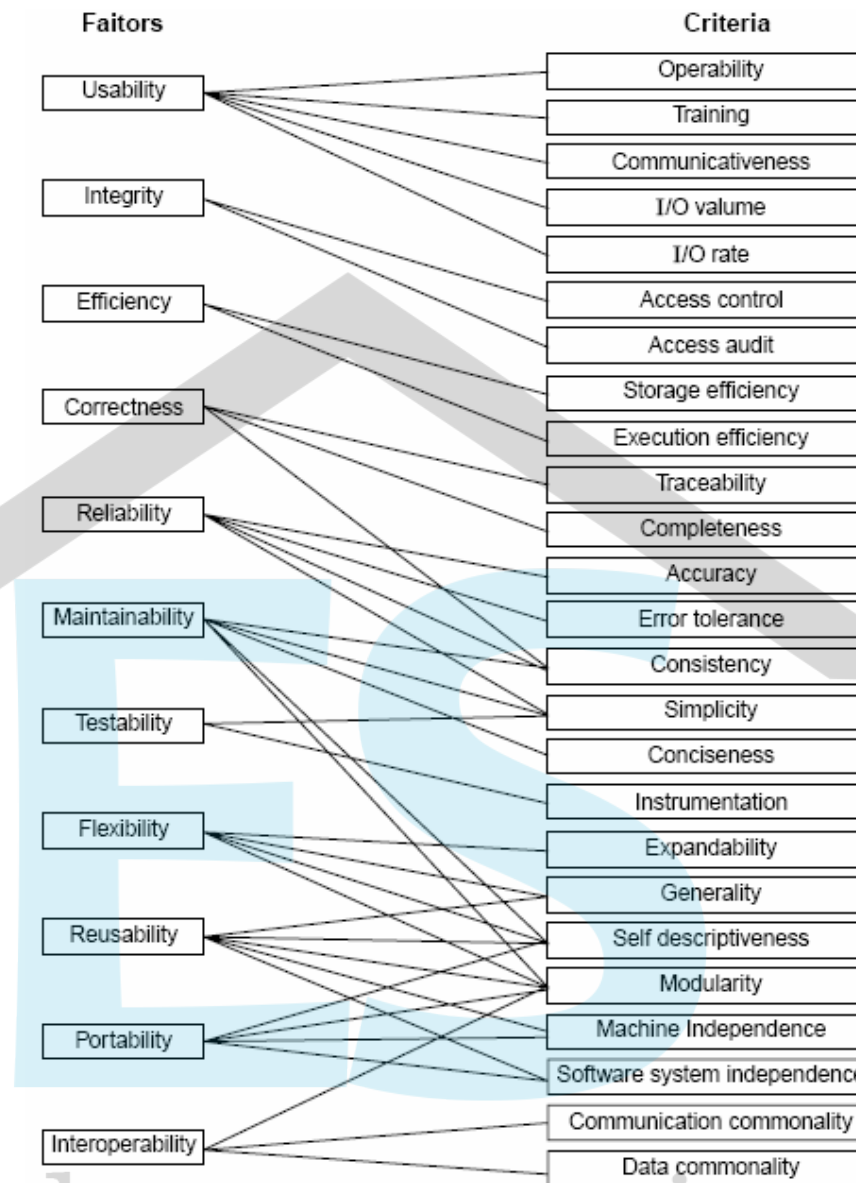 Faitors
Criteria
Usability
Integrity
Efficiency
Correctness
Reliability
Maintainability
Testability
Flexibility
Reusability
Portability
Interoperability
Operability
Training
Communicativeness
I/O valume
I/O rate
Access control
Access audit
Storage efficiency
Execution efficiency
Traceability
Completeness
Accuracy
Error tolerance
Consistency
Simplicity
Conciseness
Instrumentation
Expandability
Generality
Self descriptiveness
Modularity
Machine Independence
Software system independence
Communication commonality
Data commonality
ES